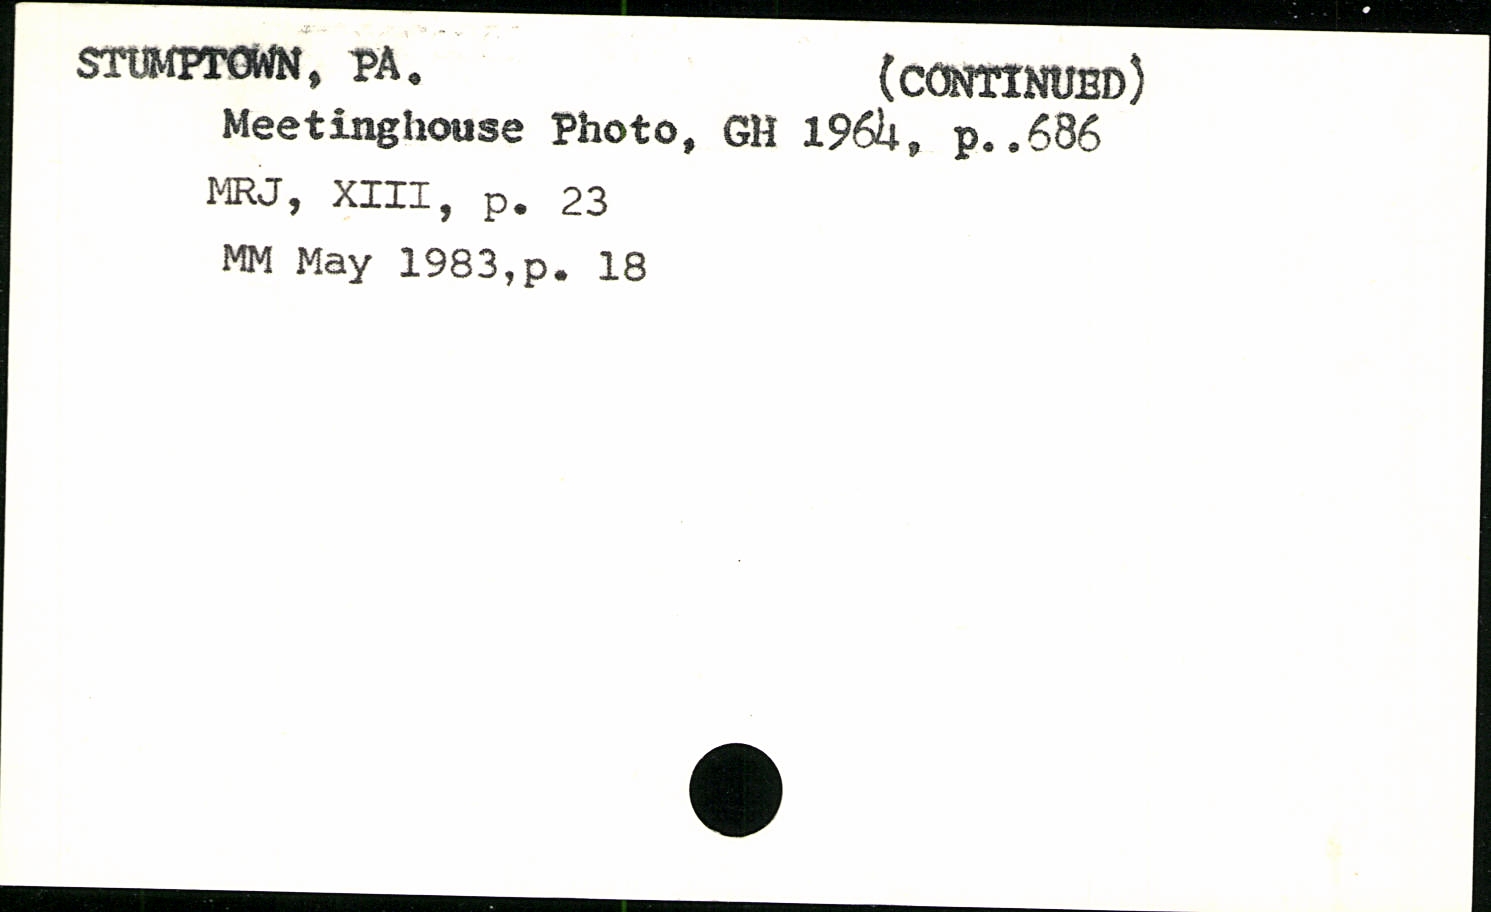 STUMPTOWN, PA. (CONTINUED)
Meetinghouse Photo, GH 1964, p..686
MRJ, XIII, p. 23
MM May 1983,p. 18